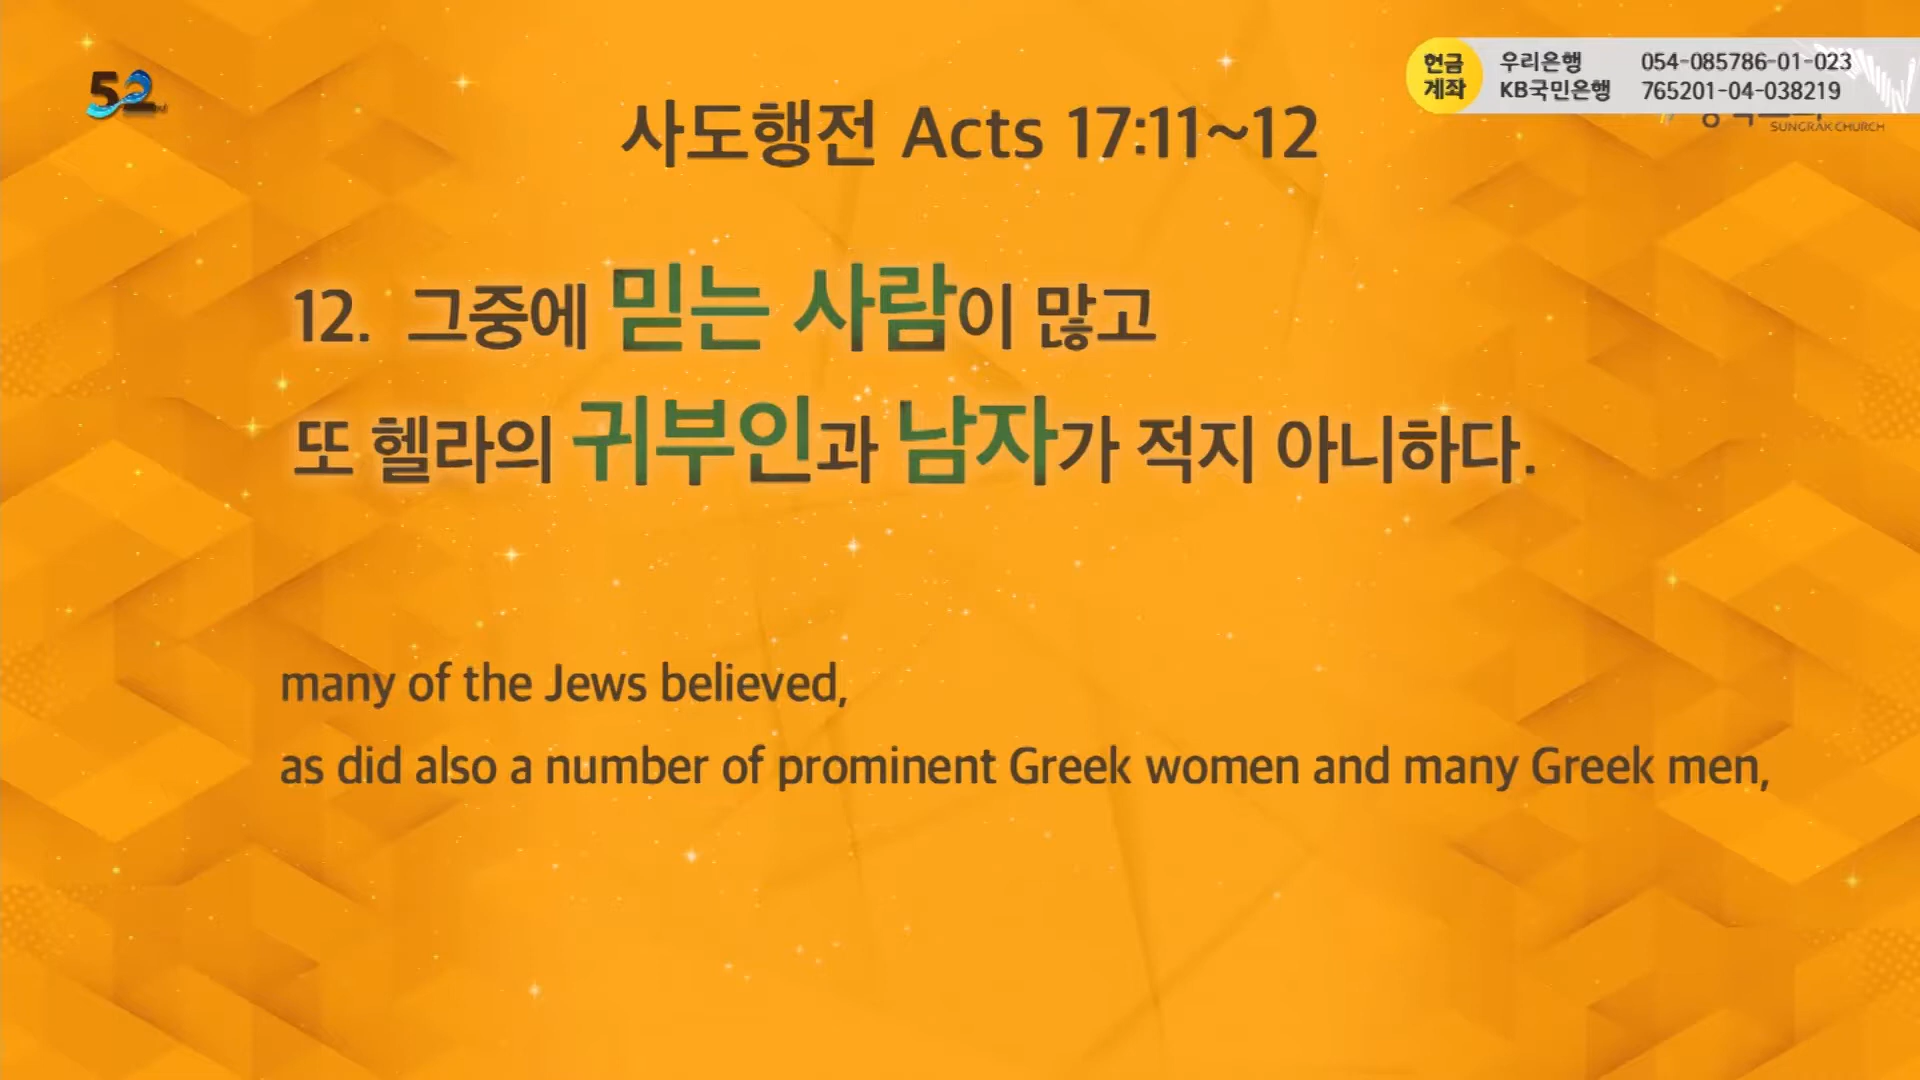 52
헌금 계좌
우리은행 054-085786-01-023
KB국민은행 765201-04-038219
SUNGRAK CHURCH
사도행전 Acts 17:11~12
12. 그중에 믿는 사람이 많고
또 헬라의 귀부인과 남자가 적지 아니하다.
many of the Jews believed,
as did also a number of prominent Greek women and many Greek men,